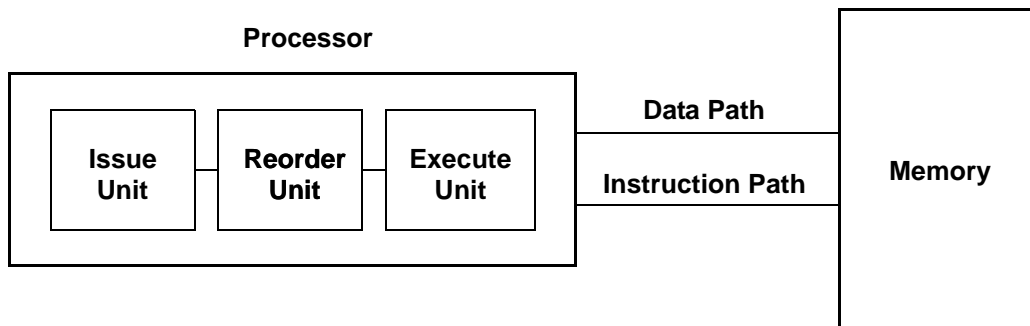 Processor
Issue
Unit
Reorder
Unit
Execute
Unit
Data Path
Instruction Path
Memory